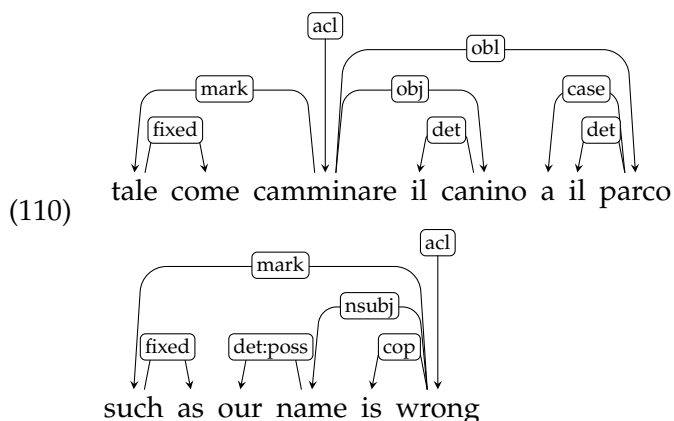 acl
obl
mark
obj
case
fixed
det
det
tale come camminare il canino a il parco
(110)
acl
mark
nsubj
fixed
det:poss
cop
such as our name is wrong